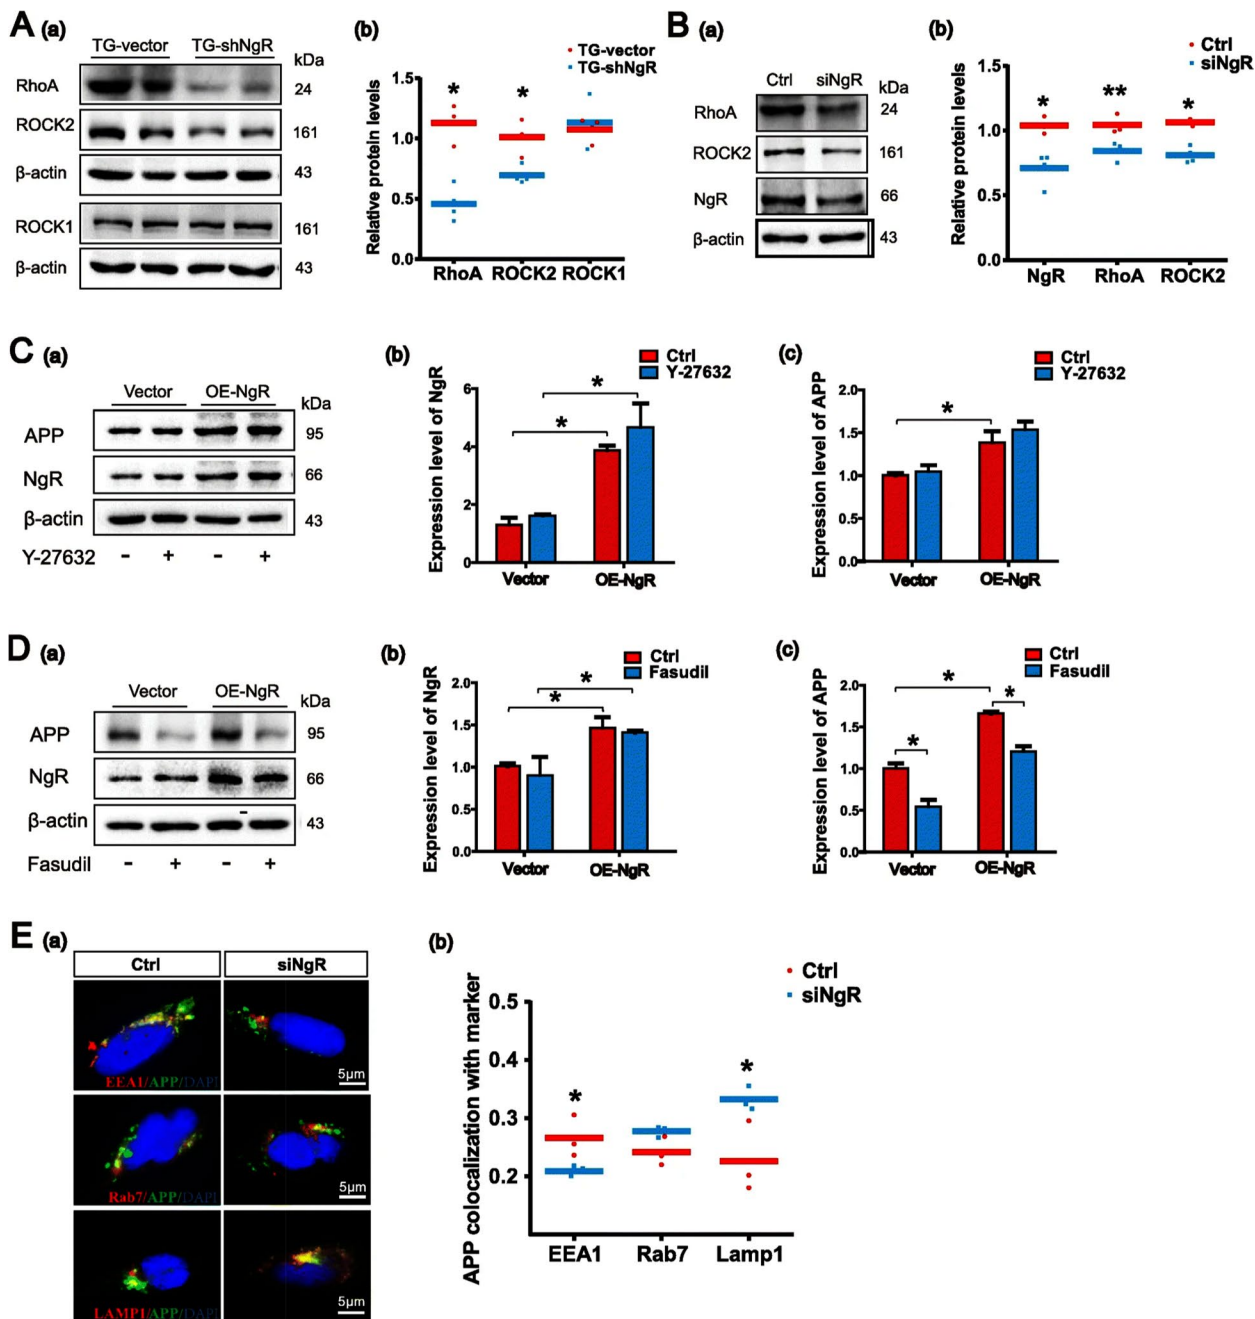 A (a)
TG-vector TG-shNgR
kDa
RhoA 24
ROCK2 161
β-actin 43
ROCK1 161
β-actin 43
(b)
TG-vector
TG-shNgR
Relative protein levels
1.5
1.0
0.5
0.0
* *
RhoA ROCK2 ROCK1
B (a)
Ctrl siNgR kDa
RhoA 24
ROCK2 161
NgR 66
β-actin 43
(b)
Ctrl
siNgR
Relative protein levels
1.5
1.0
0.5
0.0
* ** *
NgR RhoA ROCK2
C (a)
Vector OE-NgR
kDa
APP 95
NgR 66
β-actin 43
Y-27632 - + - +
(b)
Ctrl
Y-27632
Expression level of NgR
6
4
2
0
*
*
Vector OE-NgR
(c)
Ctrl
Y-27632
Expression level of APP
2.0
1.5
1.0
0.5
0.0
*
Vector OE-NgR
D (a)
Vector OE-NgR
kDa
APP 95
NgR 66
β-actin 43
Fasudil - + - +
(b)
Ctrl
Fasudil
Expression level of NgR
2.0
1.5
1.0
0.5
0.0
*
*
Vector OE-NgR
(c)
Ctrl
Fasudil
Expression level of APP
2.0
1.5
1.0
0.5
0.0
*
*
*
Vector OE-NgR
E (a)
Ctrl siNgR
EEA1/APP/DAPI 5μm
Rab7/APP/DAPI 5μm
LAMP1/APP/DAPI 5μm
(b)
Ctrl
siNgR
APP colocalization with marker
0.5
0.4
0.3
0.2
* *
EEA1 Rab7 Lamp1